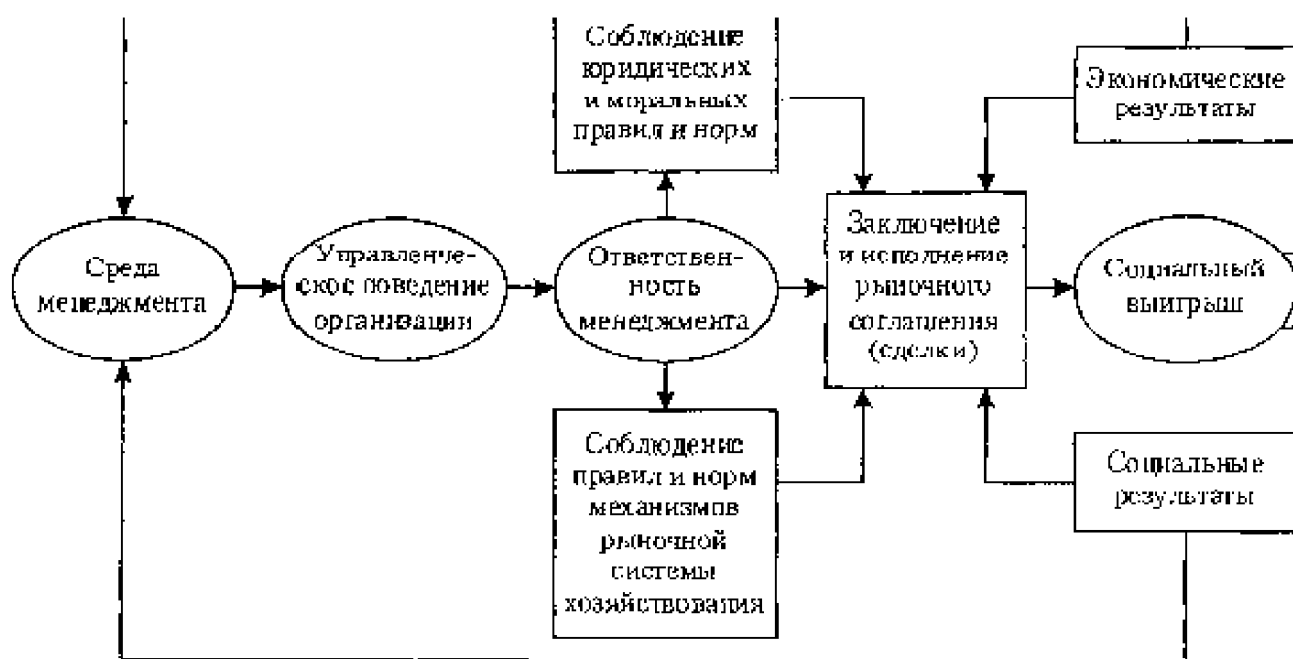 Соблюдение
юридических
и моральных
правил и норм
Экономические
результаты
Среда
менеджмента
Управленче-
ское поведение
организации
Ответствен-
ность
менеджмента
Заключение
и исполнение
рыночного
соглашения
(сделки)
Социальный
выигрыш
Соблюдение
правил и норм
механизмов
рыночной
системы
хозяйствования
Социальные
результаты